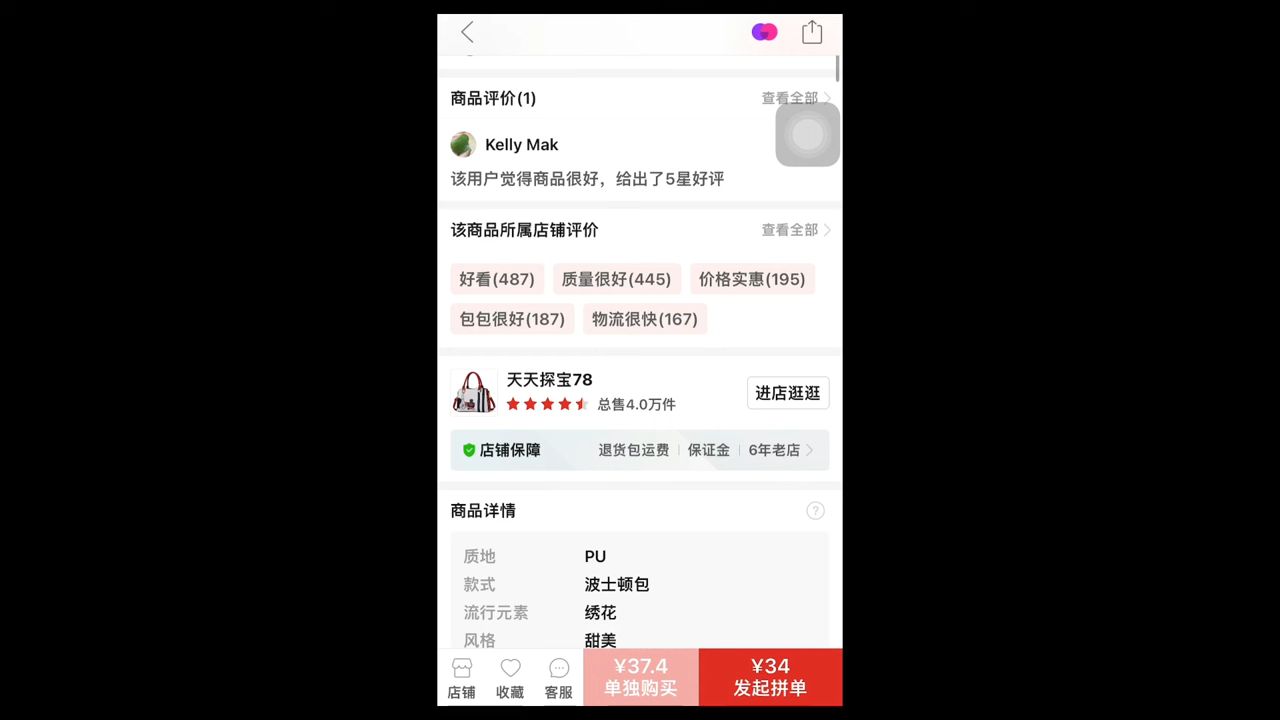 商品评价(1)
查看全部
Kelly Mak
该用户觉得商品很好，给出了5星好评
该商品所属店铺评价
查看全部
好看(487)
质量很好(445)
价格实惠(195)
包包很好(187)
物流很快(167)
天天探宝78
总售4.0万件
进店逛逛
店铺保障
退货包运费
保证金
6年老店
商品详情
?
质地 PU
款式 波士顿包
流行元素 绣花
风格 甜美
店铺
收藏
客服
¥37.4
单独购买
¥34
发起拼单